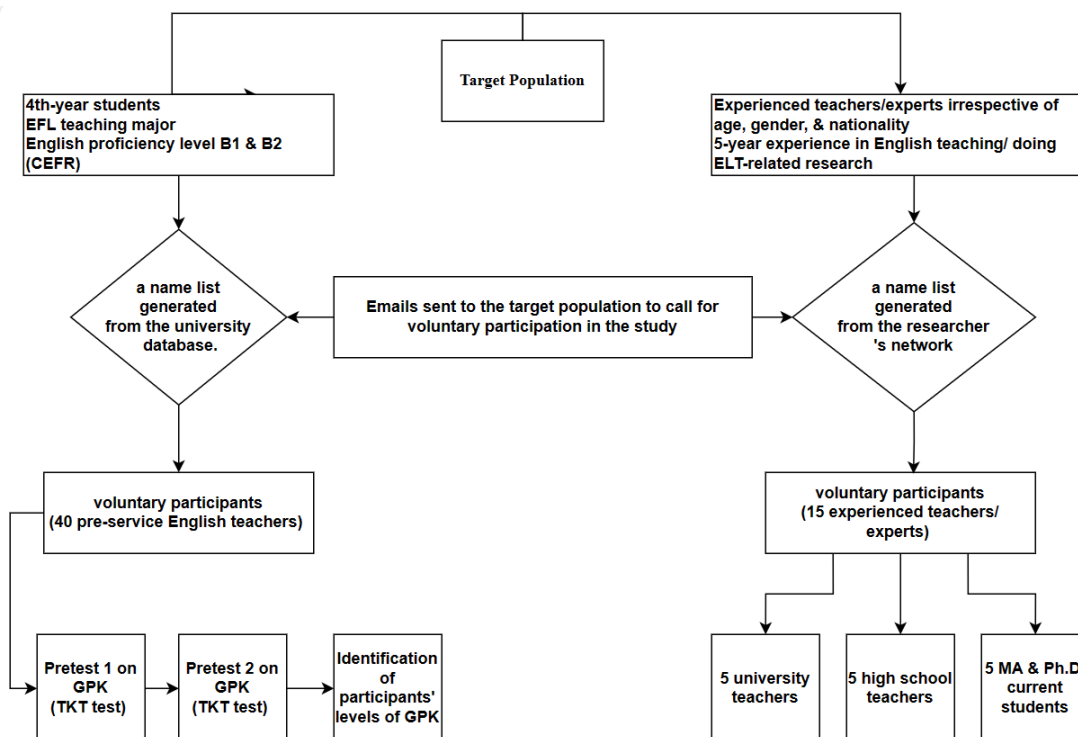 Target Population
4th-year students
EFL teaching major
English proficiency level B1 & B2
(CEFR)
Experienced teachers/experts irrespective of
age, gender, & nationality
5-year experience in English teaching/ doing
ELT-related research
a name list
generated
from the university
database.
Emails sent to the target population to call for
voluntary participation in the study
a name list
generated
from the researcher
's network
voluntary participants
(40 pre-service English teachers)
voluntary participants
(15 experienced teachers/
experts)
Pretest 1 on
GPK
(TKT test)
Pretest 2 on
GPK
(TKT test)
Identification
of
participants'
levels of GPK
5 university
teachers
5 high school
teachers
5 MA & Ph.D
current
students